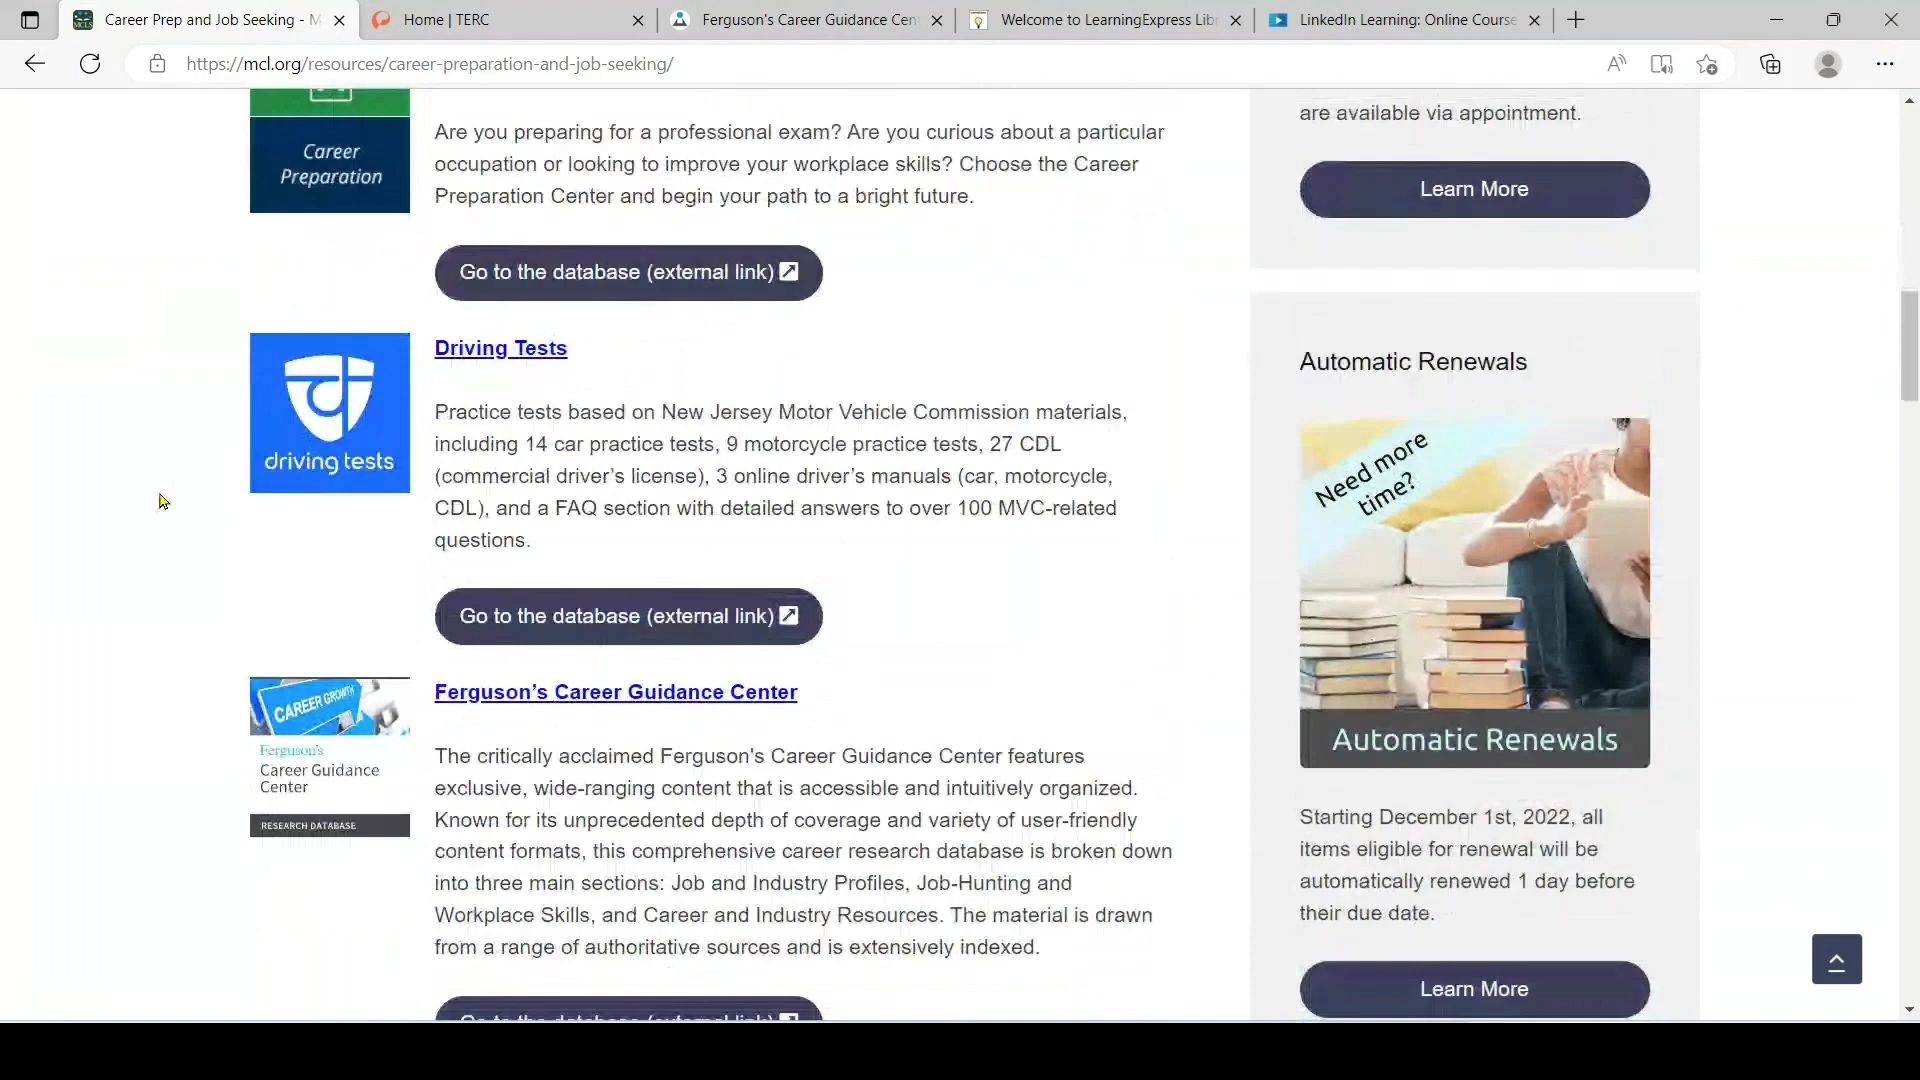 Career Prep and Job Seeking - M
Home | TERC
Ferguson's Career Guidance Cen
Welcome to LearningExpress Libr
LinkedIn Learning: Online Course
https://mcl.org/resources/career-preparation-and-job-seeking/
Career
Preparation
Are you preparing for a professional exam? Are you curious about a particular
occupation or looking to improve your workplace skills? Choose the Career
Preparation Center and begin your path to a bright future.
Go to the database (external link)
driving tests
Driving Tests
Practice tests based on New Jersey Motor Vehicle Commission materials,
including 14 car practice tests, 9 motorcycle practice tests, 27 CDL
(commercial driver's license), 3 online driver's manuals (car, motorcycle,
CDL), and a FAQ section with detailed answers to over 100 MVC-related
questions.
Go to the database (external link)
CAREER GROWTH
Ferguson's
Career Guidance
Center
RESEARCH DATABASE
Ferguson’s Career Guidance Center
The critically acclaimed Ferguson's Career Guidance Center features
exclusive, wide-ranging content that is accessible and intuitively organized.
Known for its unprecedented depth of coverage and variety of user-friendly
content formats, this comprehensive career research database is broken down
into three main sections: Job and Industry Profiles, Job-Hunting and
Workplace Skills, and Career and Industry Resources. The material is drawn
from a range of authoritative sources and is extensively indexed.
Go to the database (external link)
are available via appointment.
Learn More
Automatic Renewals
Need more
time?
Automatic Renewals
Starting December 1st, 2022, all
items eligible for renewal will be
automatically renewed 1 day before
their due date.
Learn More